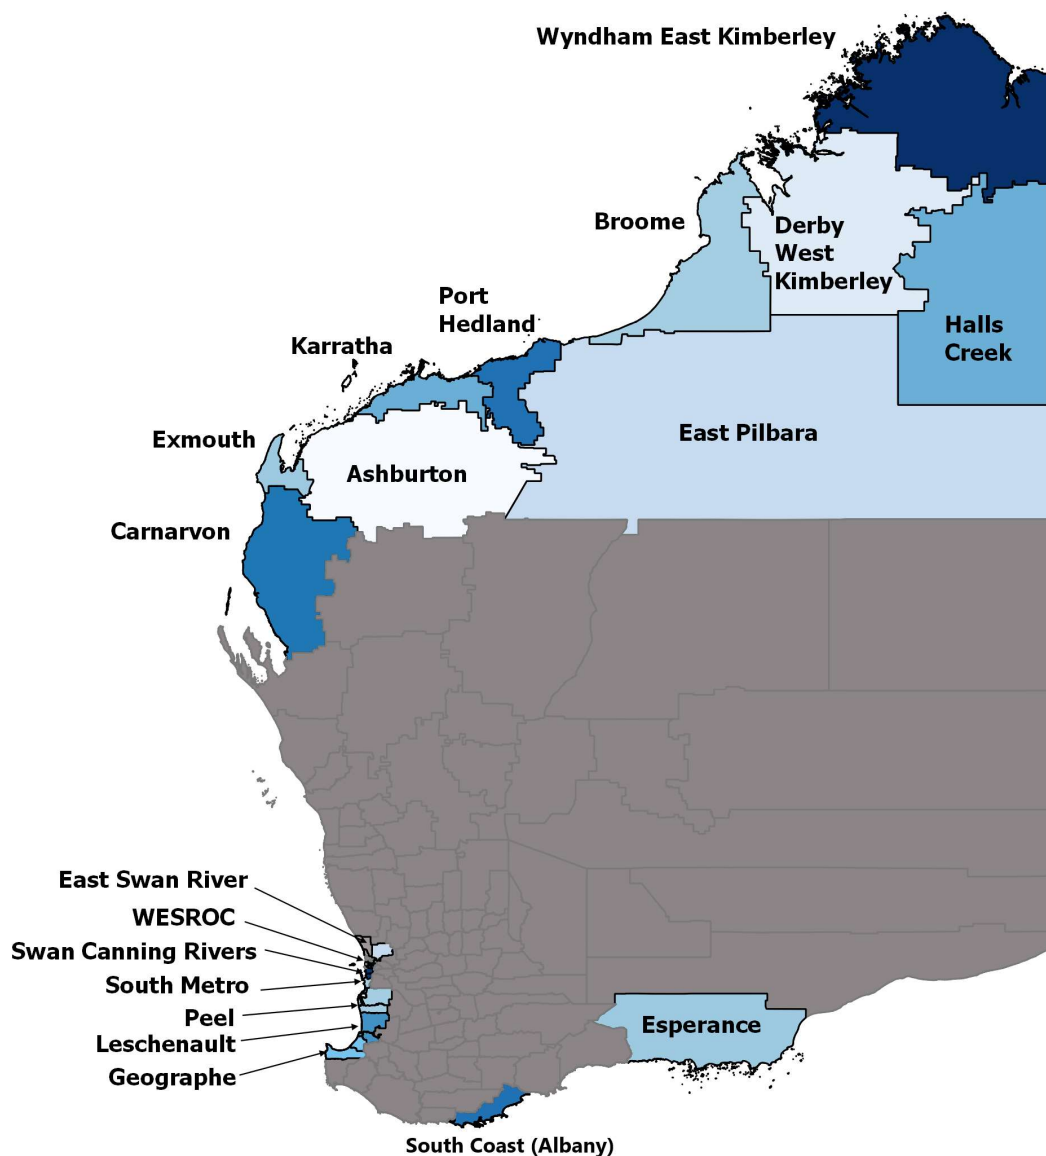 Wyndham East Kimberley
Broome
Derby
West
Kimberley
Port
Hedland
Halls
Creek
Karratha
Exmouth
East Pilbara
Ashburton
Carnarvon
East Swan River
WESROC
Swan Canning Rivers
South Metro
Peel
Leschenault
Geographe
Esperance
South Coast (Albany)